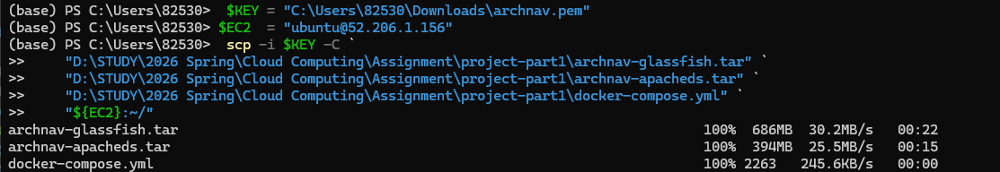 (base) PS C:\Users\82530>  $KEY = "C:\Users\82530\Downloads\archnav.pem"
(base) PS C:\Users\82530> $EC2  = "ubuntu@52.206.1.156"
(base) PS C:\Users\82530>  scp -i $KEY -C `
>>     "D:\STUDY\2026 Spring\Cloud Computing\Assignment\project-part1\archnav-glassfish.tar" `
>>     "D:\STUDY\2026 Spring\Cloud Computing\Assignment\project-part1\archnav-apacheds.tar" `
>>     "D:\STUDY\2026 Spring\Cloud Computing\Assignment\project-part1\docker-compose.yml" `
>>     "${EC2}:~/"
archnav-glassfish.tar 100% 686MB 30.2MB/s 00:22
archnav-apacheds.tar 100% 394MB 25.5MB/s 00:15
docker-compose.yml 100% 2263 245.6KB/s 00:00